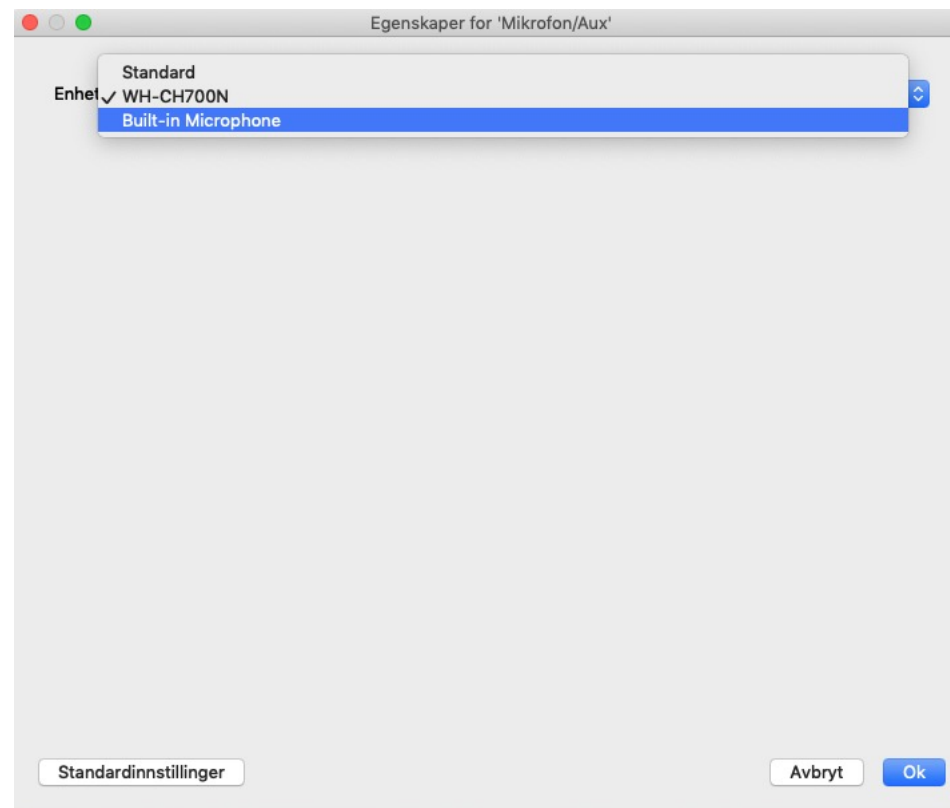 Egenskaper for 'Mikrofon/Aux'
Standard
Enhet ✓ WH-CH700N
Built-in Microphone
Standardinnstillinger
Avbryt
Ok